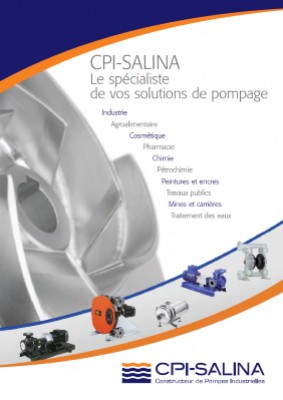 CPI-SALINA
Le spécialiste
de vos solutions de pompage
Industrie
Agroalimentaire
Cosmétique
Pharmacie
Chimie
Pétrochimie
Peintures et encres
Travaux publics
Mines et carrières
Traitement des eaux
CPI-SALINA
Constructeur de Pompes Industrielles